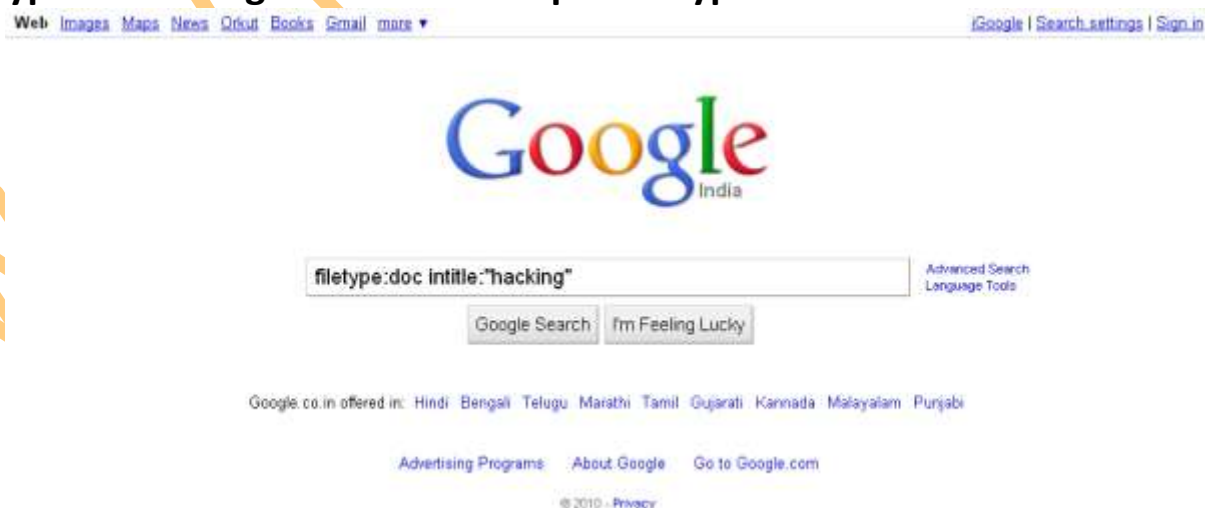 Web Images Maps News Orkut Books Gmail more ▼ iGoogle | Search settings | Sign in
Google
India
filetype:doc intitle:"hacking"
Advanced Search
Language Tools
Google Search I'm Feeling Lucky
Google.co.in offered in: Hindi Bengali Telugu Marathi Tamil Gujarati Kannada Malayalam Punjabi
Advertising Programs About Google Go to Google.com
© 2010 - Privacy